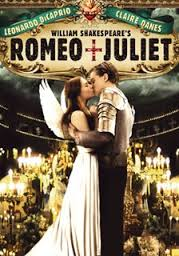 LEONARDO DiCAPRIO CLAIRE DANES
WILLIAM SHAKESPEARE'S
ROMEO + JULIET